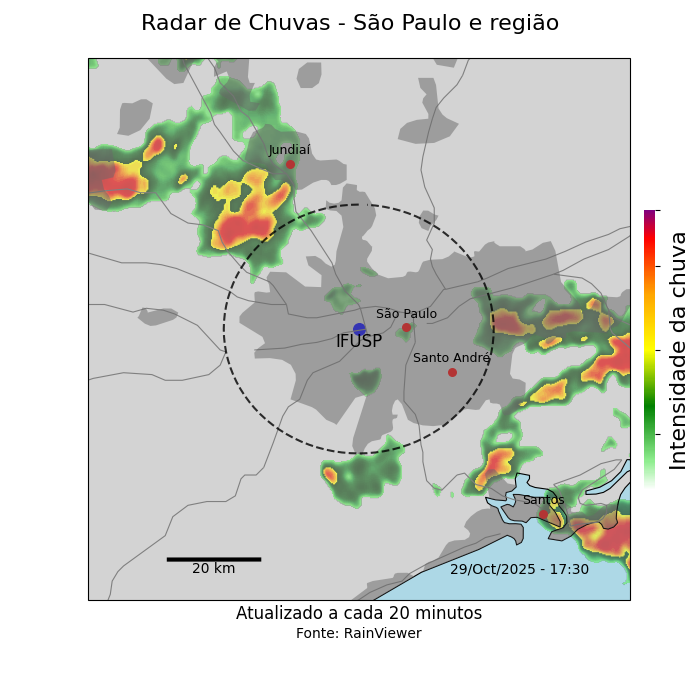 Radar de Chuvas - São Paulo e região
Jundiaí
São Paulo
IFUSP
Santo André
Santos
20 km
29/Oct/2025 - 17:30
Intensidade da chuva
Atualizado a cada 20 minutos
Fonte: RainViewer